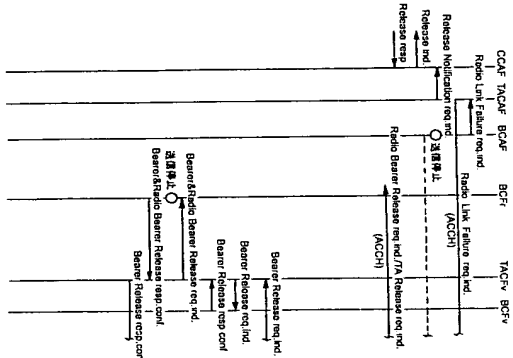 CCAF TACAF BCAF BCFr TACFv BCFv
Radio Link Failure req.ind.
Radio Link Failure req.ind.
(ACCH)
Release Notification req.ind
送信停止
Release ind.
Release resp
Radio Bearer Release req.ind./TA Release req.ind
(ACCH)
Bearer Release req.ind.
Bearer Release req.ind.
Bearer Release resp.conf
Bearer&Radio Bearer Release req.ind.
送信停止
Bearer&Radio Bearer Release resp.conf.
Bearer Release resp.conf